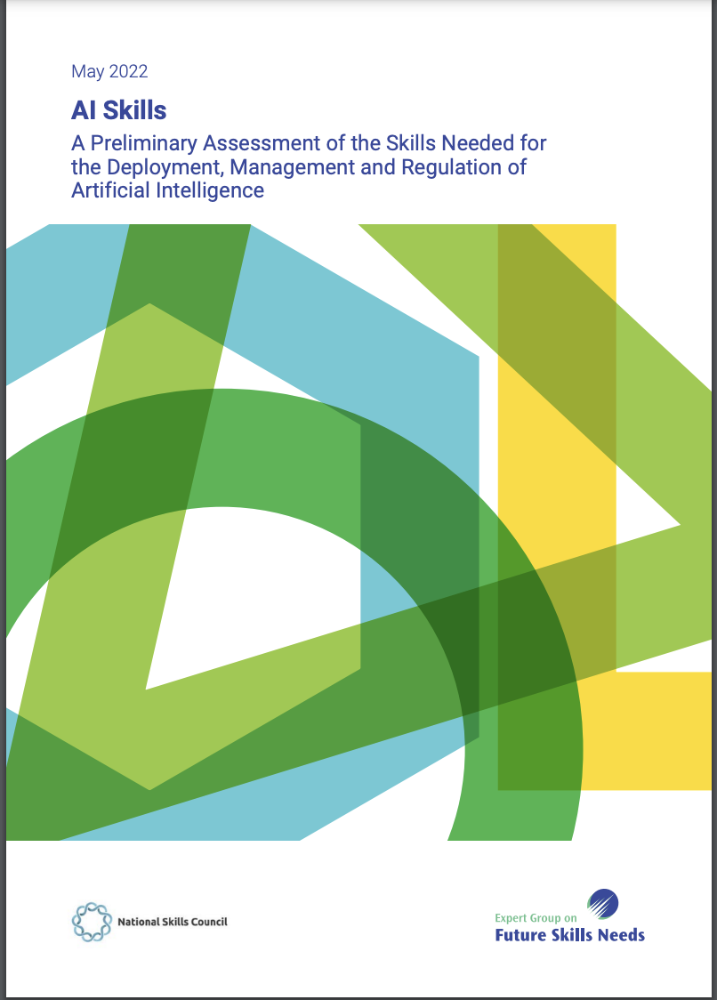 May 2022
AI Skills
A Preliminary Assessment of the Skills Needed for
the Deployment, Management and Regulation of
Artificial Intelligence
National Skills Council
Expert Group on
Future Skills Needs